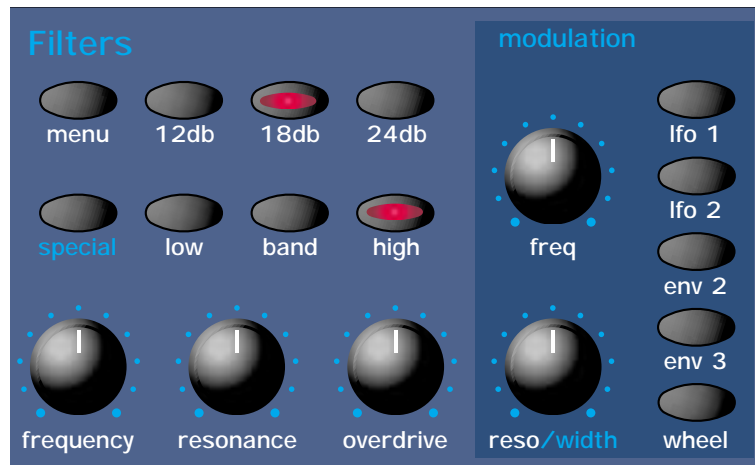 Filters
menu 12db 18db 24db
special low band high
frequency resonance overdrive
modulation
freq
reso/width
lfo 1
lfo 2
env 2
env 3
wheel